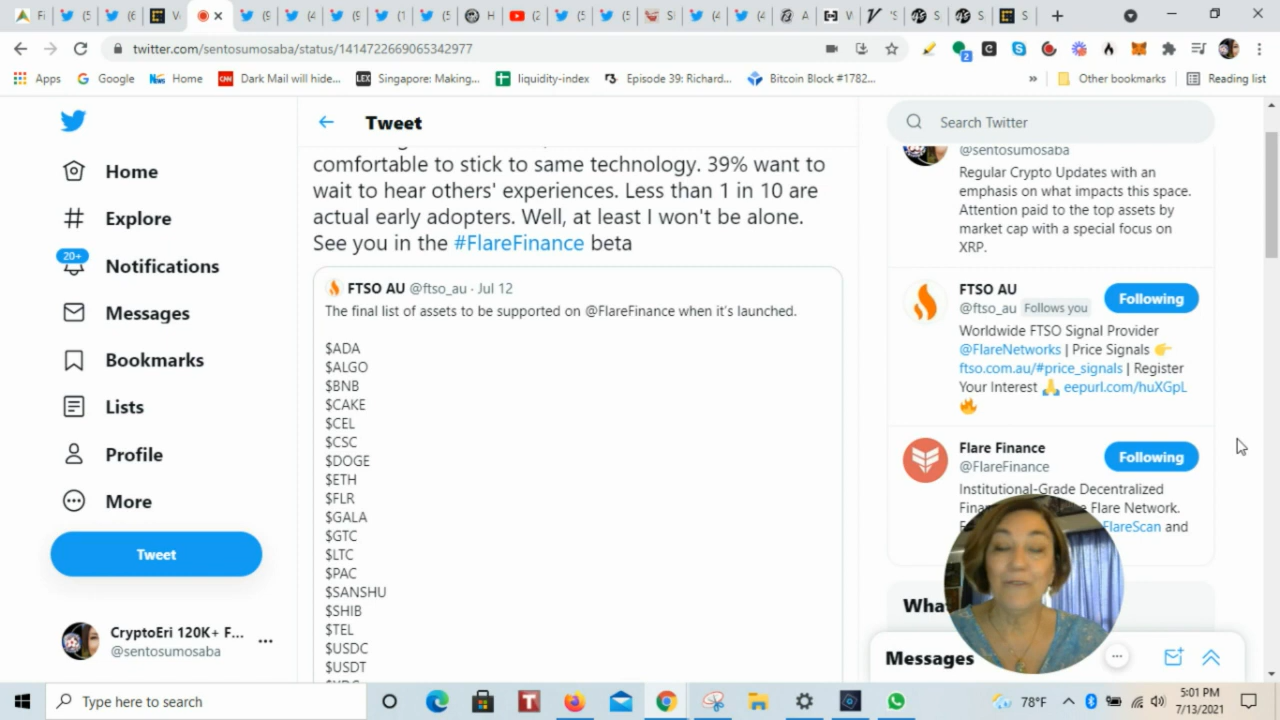 twitter.com/sentosumosaba/status/1414722669065342977
Apps
Google
Home
Dark Mail will hide...
Singapore: Making...
liquidity-index
Episode 39: Richard...
Bitcoin Block #1782...
»
Other bookmarks
Reading list
Home
Explore
20+
Notifications
Messages
Bookmarks
Lists
Profile
More
Tweet
CryptoEri 120K+ F...
@sentosumosaba
Tweet
comfortable to stick to same technology. 39% want to
wait to hear others' experiences. Less than 1 in 10 are
actual early adopters. Well, at least I won't be alone.
See you in the #FlareFinance beta
FTSO AU @ftso_au · Jul 12
The final list of assets to be supported on @FlareFinance when it's launched.
$ADA
$ALGO
$BNB
$CAKE
$CEL
$CSC
$DOGE
$ETH
$FLR
$GALA
$GTC
$LTC
$PAC
$SANSHU
$SHIB
$TEL
$USDC
$USDT
Search Twitter
@sentosumosaba
Regular Crypto Updates with an
emphasis on what impacts this space.
Attention paid to the top assets by
market cap with a special focus on
XRP.
FTSO AU
@ftso_au Follows you
Following
Worldwide FTSO Signal Provider
@FlareNetworks | Price Signals 👉
ftso.com.au/#price_signals | Register
Your Interest 🙏 eepurl.com/huXGpL
🔥
Flare Finance
@FlareFinance
Following
Institutional-Grade Decentralized
Flare Network.
FlareScan and
Messages
Type here to search
78°F
5:01 PM
7/13/2021